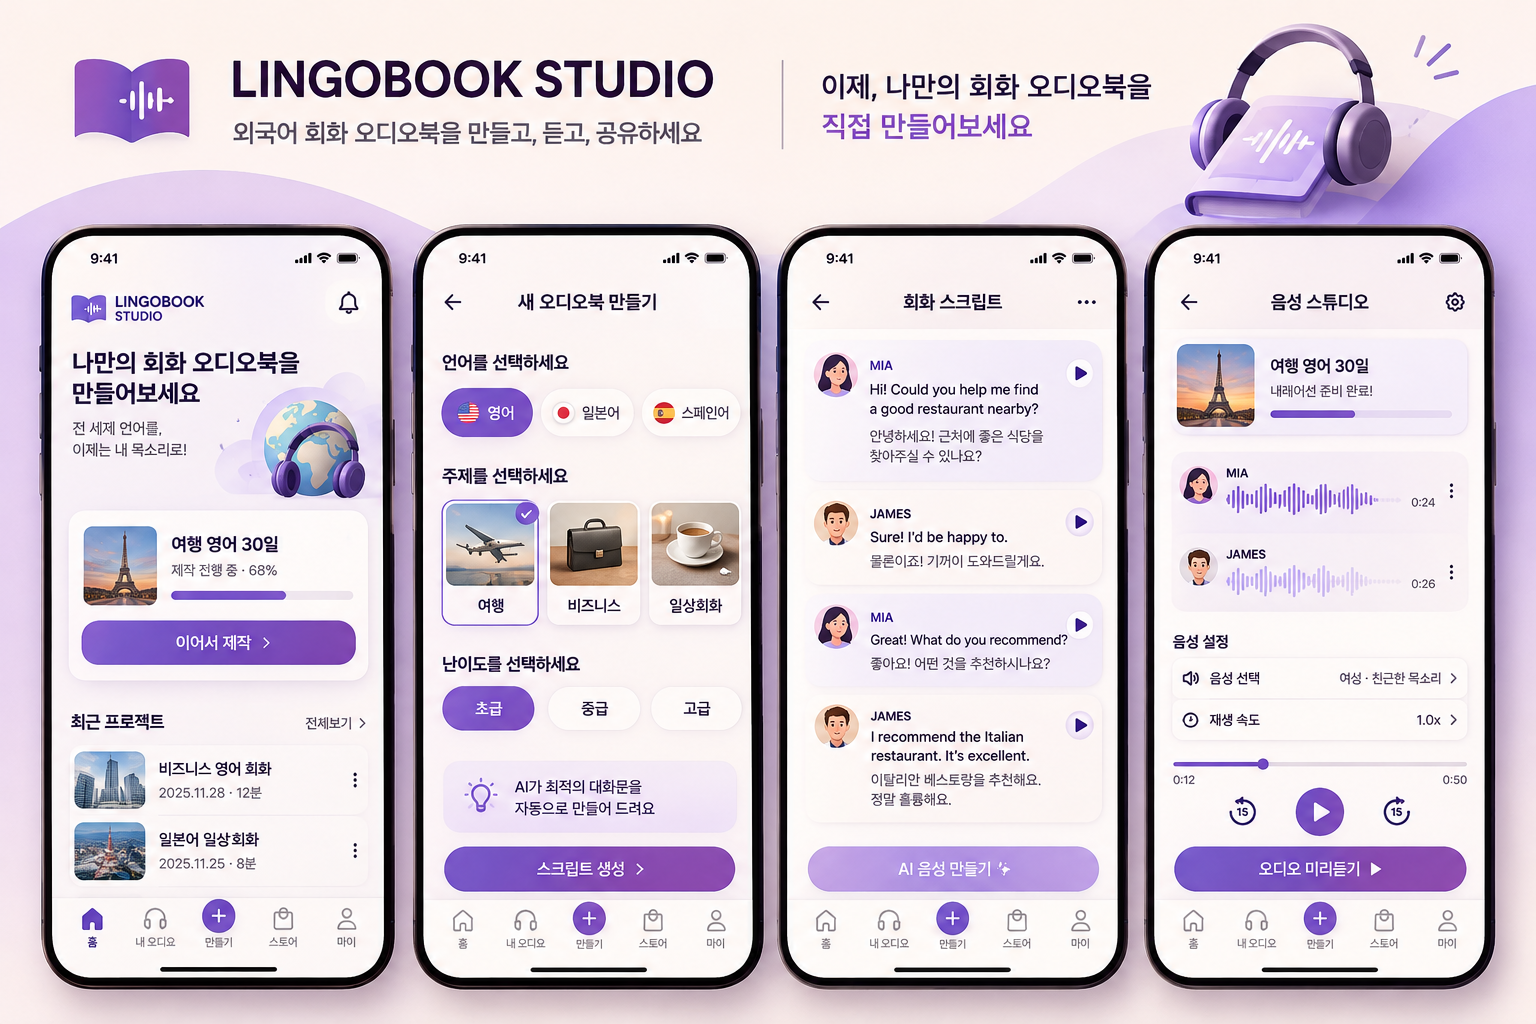 LINGOBOOK STUDIO
외국어 회화 오디오북을 만들고, 듣고, 공유하세요
이제, 나만의 회화 오디오북을
직접 만들어보세요
9:41
LINGOBOOK
STUDIO
나만의 회화 오디오북을
만들어보세요
전 세제 언어를,
이제는 내 목소리로!
여행 영어 30일
제작 진행 중 · 68%
이어서 제작
최근 프로젝트
전체보기
비즈니스 영어 회화
2025.11.28 · 12분
일본어 일상회화
2025.11.25 · 8분
홈
내 오디오
만들기
스토어
마이
9:41
새 오디오북 만들기
언어를 선택하세요
영어
일본어
스페인어
주제를 선택하세요
여행
비즈니스
일상회화
난이도를 선택하세요
초급
중급
고급
AI가 최적의 대화문을
자동으로 만들어 드려요
스크립트 생성
홈
내 오디오
만들기
스토어
마이
9:41
회화 스크립트
MIA
Hi! Could you help me find
a good restaurant nearby?
안녕하세요! 근처에 좋은 식당을
찾아주실 수 있나요?
JAMES
Sure! I'd be happy to.
물론이죠! 기꺼이 도와드릴게요.
MIA
Great! What do you recommend?
좋아요! 어떤 것을 추천하시나요?
JAMES
I recommend the Italian
restaurant. It's excellent.
이탈리안 베스토랑을 추천해요.
정말 훌륭해요.
AI 음성 만들기
홈
내 오디오
만들기
스토어
마이
9:41
음성 스튜디오
여행 영어 30일
내래이선 준비 완료!
MIA
0:24
JAMES
0:26
음성 설정
음성 선택
여성 · 친근한 목소리
재생 속도
1.0x
0:12
0:50
15
15
오디오 미리듣기
홈
내 오디오
만들기
스토어
마이